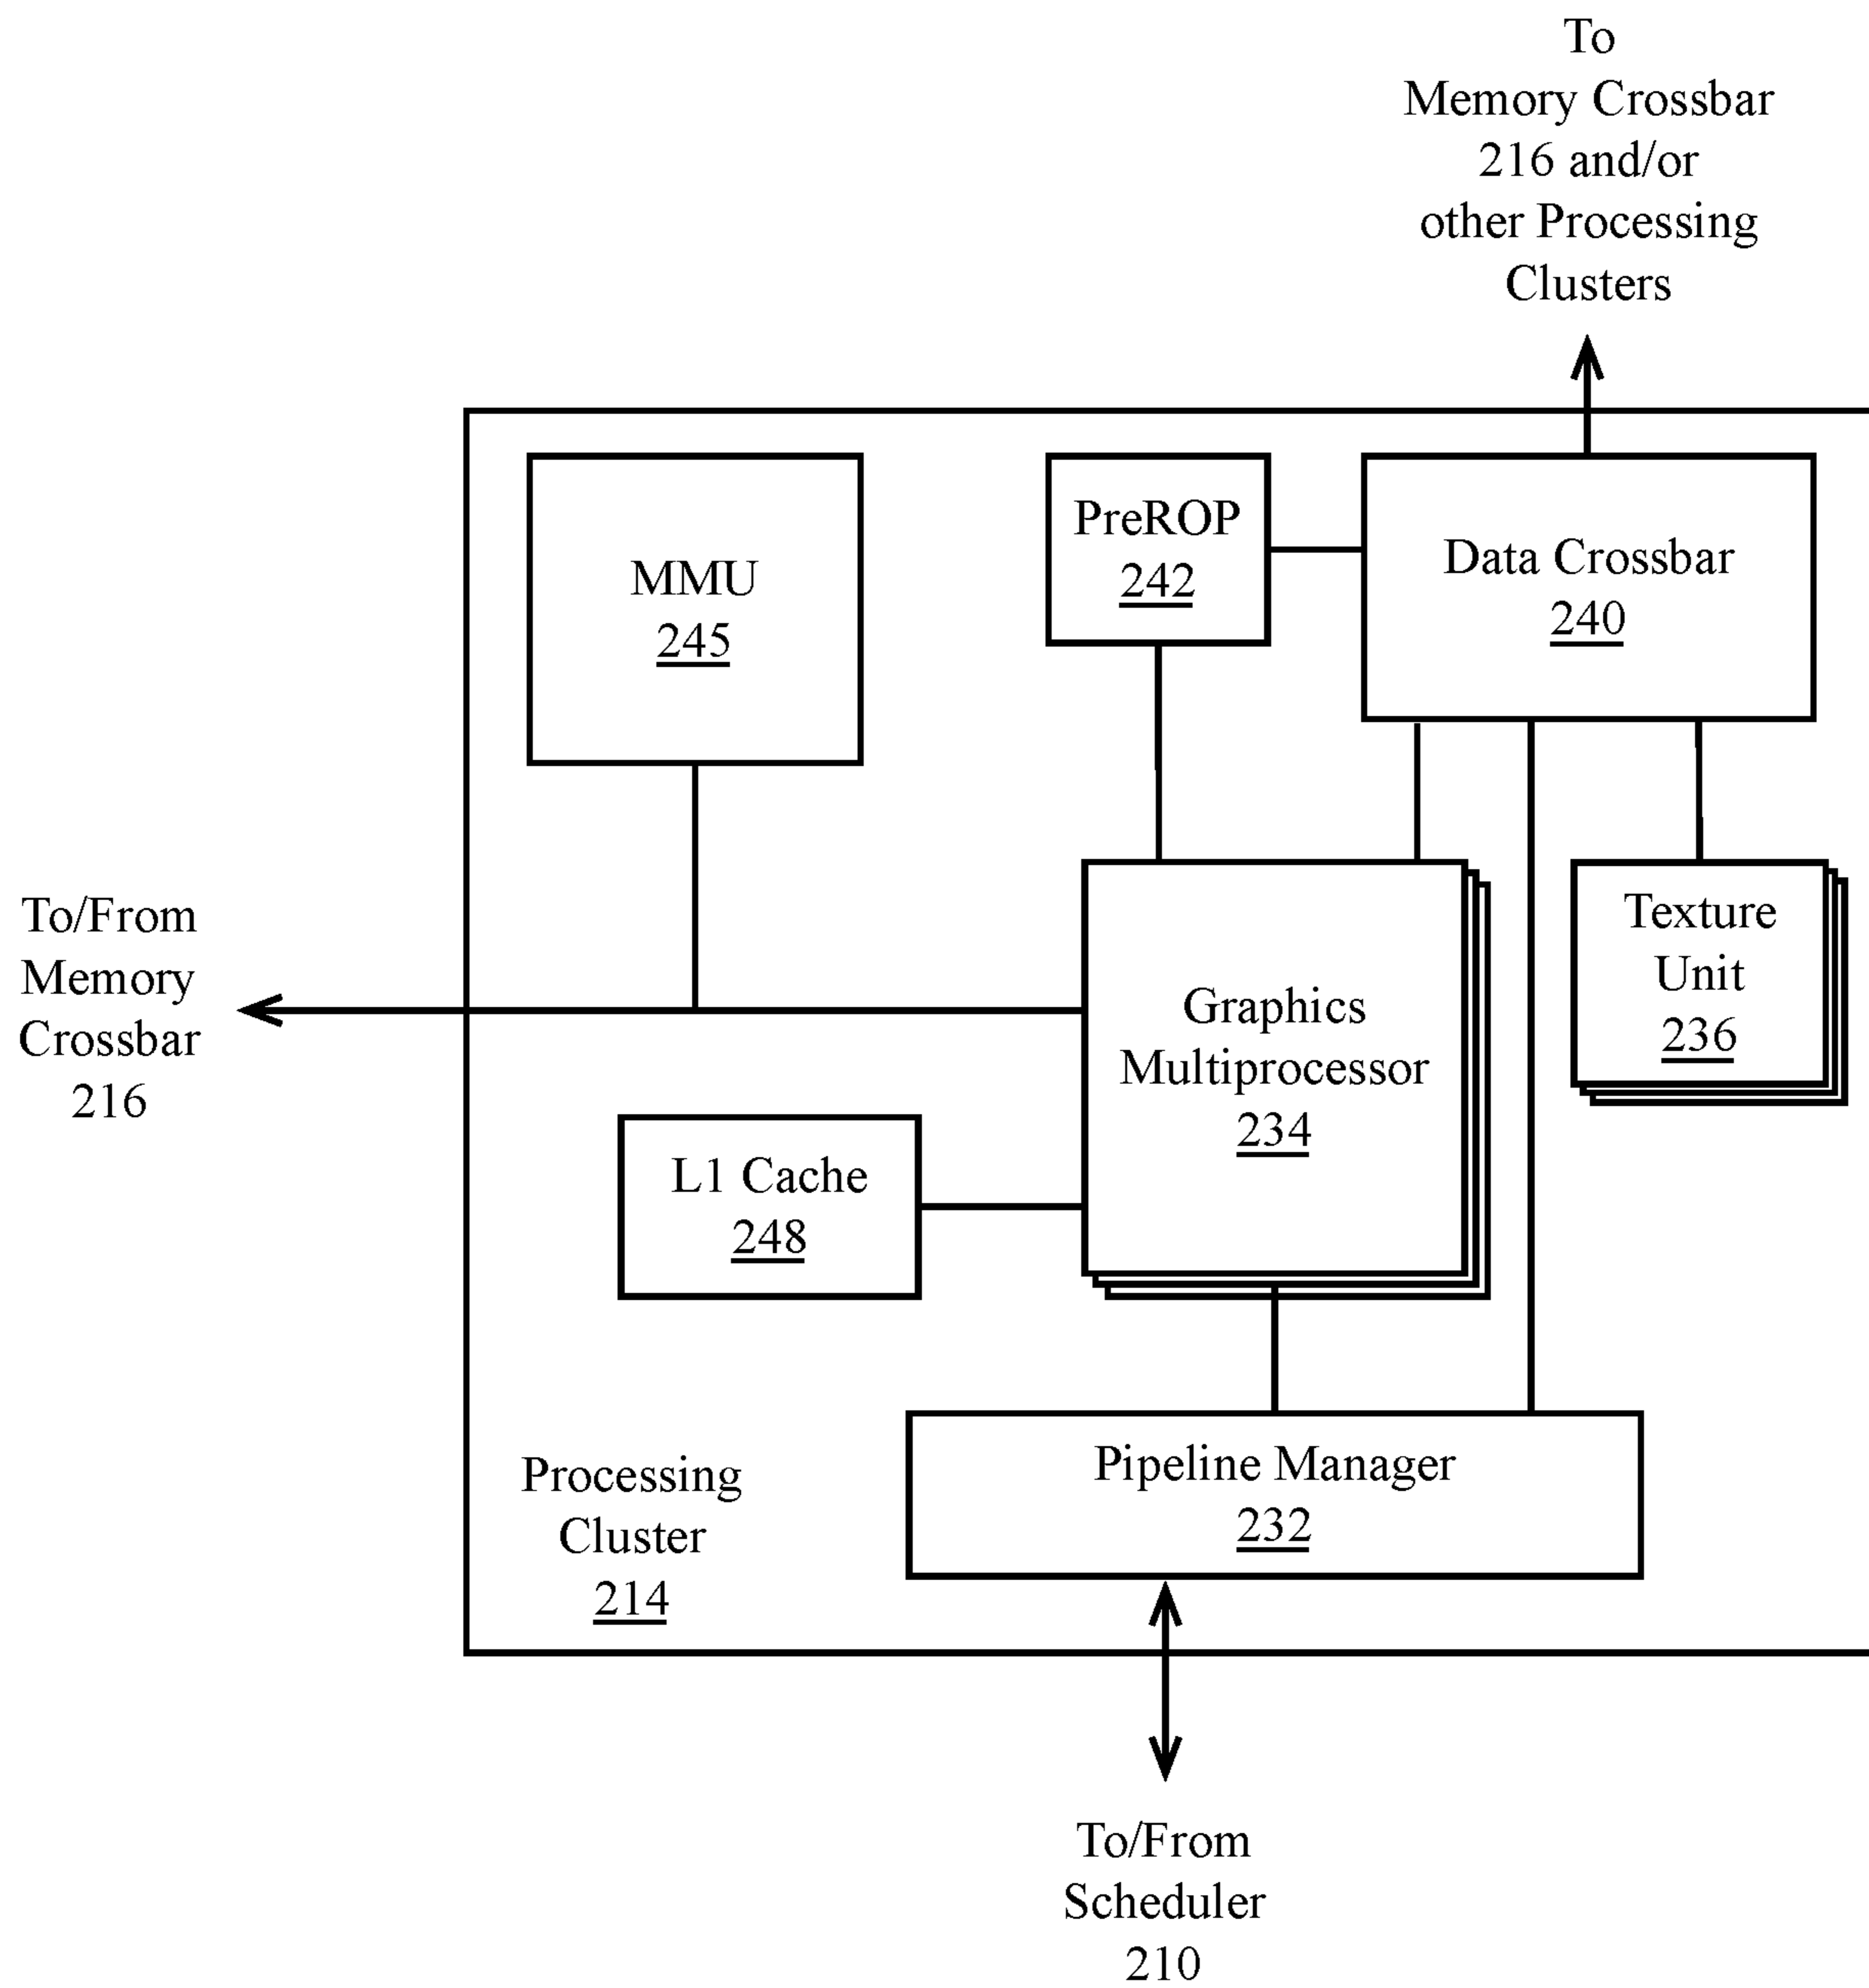 To
Memory Crossbar
216 and/or
other Processing
Clusters
MMU
245
PreROP
242
Data Crossbar
240
To/From
Memory
Crossbar
216
Graphics
Multiprocessor
234
Texture
Unit
236
L1 Cache
248
Processing
Cluster
214
Pipeline Manager
232
To/From
Scheduler
210